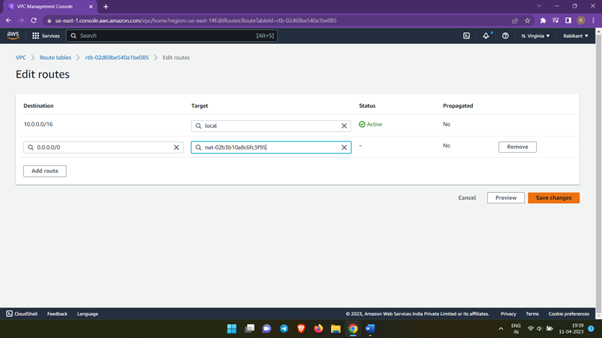 VPC Management Console
us-east-1.console.aws.amazon.com/vpc/home?region=us-east-1#EditRoutes:RouteTableId=rtb-02d69be540a1be085
aws Services Search [Alt+S] N. Virginia Rabikant
VPC > Route tables > rtb-02d69be540a1be085 > Edit routes
Edit routes
Destination Target Status Propagated
10.0.0.0/16 local Active No
0.0.0.0/0 nat-02b3b10a8c6fc3f95 – No Remove
Add route
Cancel Preview Save changes
CloudShell Feedback Language © 2023, Amazon Web Services India Private Limited or its affiliates. Privacy Terms Cookie preferences
ENG 19:39
IN 11-04-2023